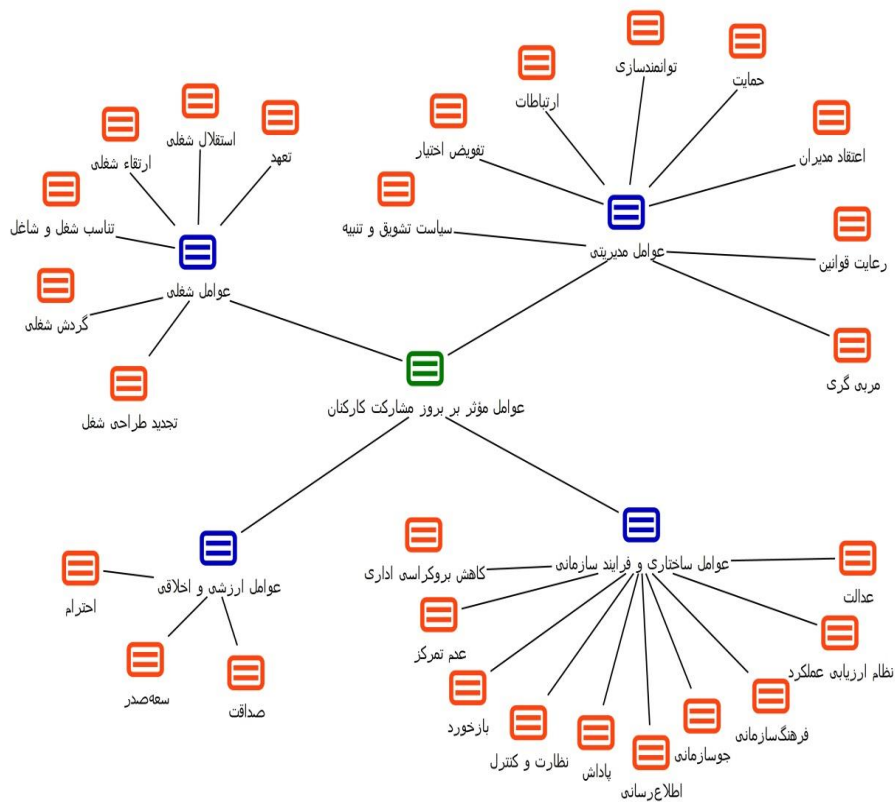 توانمندسازی
حمایت
ارتباطات
اعتقاد مدیران
تفویض اختیار
سیاست تشویق و تنبیه
عوامل مدیریتی
رعایت قوانین
مربی گری
تعهد
استقلال شغلی
ارتقاء شغلی
تناسب شغل و شاغل
عوامل شغلی
گردش شغلی
تجدید طراحی شغل
عوامل مؤثر بر بروز مشارکت کارکنان
عوامل ساختاری و فرایند سازمانی
کاهش بروکراسی اداری
عدالت
عدم تمرکز
نظام ارزیابی عملکرد
بازخورد
فرهنگ‌سازمانی
نظارت و کنترل
جوسازمانی
پاداش
اطلاع‌رسانی
عوامل ارزشی و اخلاقی
احترام
سعه‌صدر
صداقت